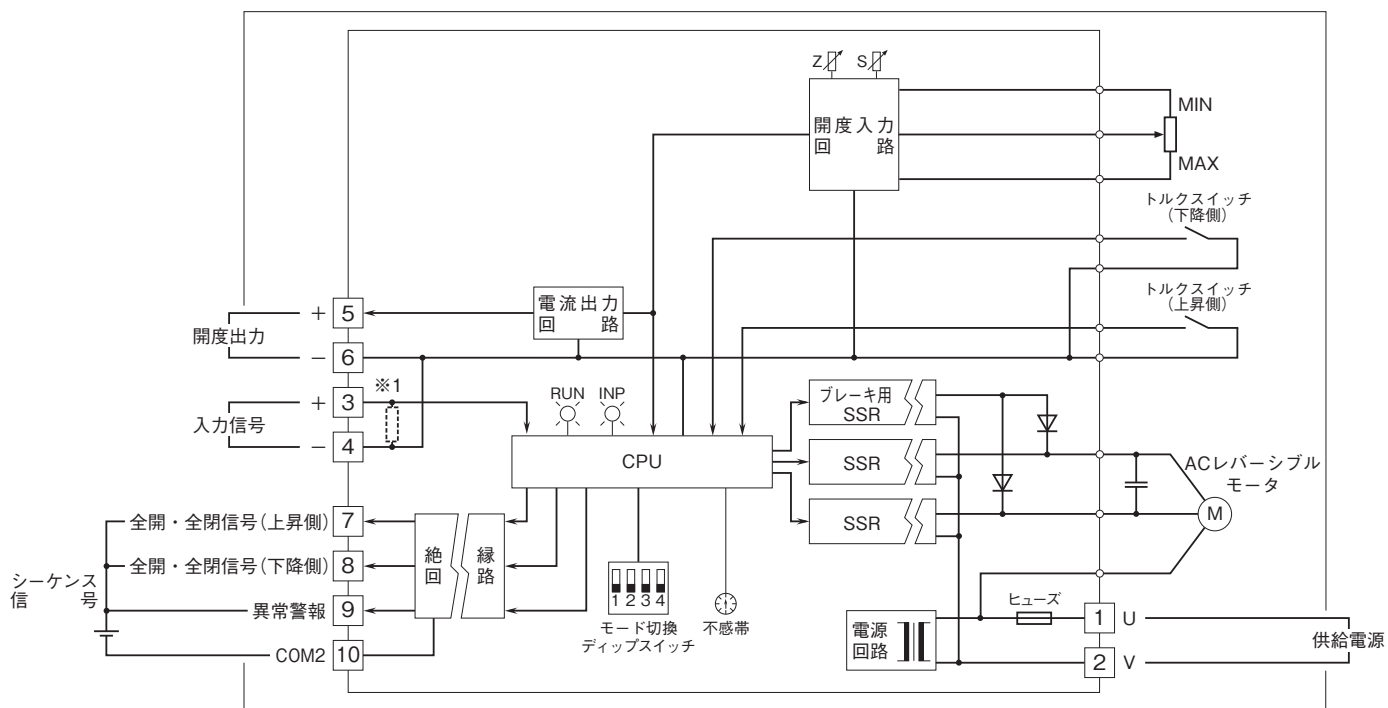 Z S
開度入力
回　路
MIN
MAX
トルクスイッチ
(下降側)
トルクスイッチ
(上昇側)
電流出力
回　路
+ 5
開度出力
− 6
※1
+ 3
入力信号
− 4
RUN INP
CPU
ブレーキ用
SSR
SSR
SSR
ACレバーシブル
モータ
M
全開・全閉信号(上昇側) 7
全開・全閉信号(下降側) 8
シーケンス
信　号
異常警報 9
COM2 10
絶　縁
回　路
1 2 3 4
モード切換
ディップスイッチ
不感帯
電源
回路
ヒューズ
1 U
2 V
供給電源